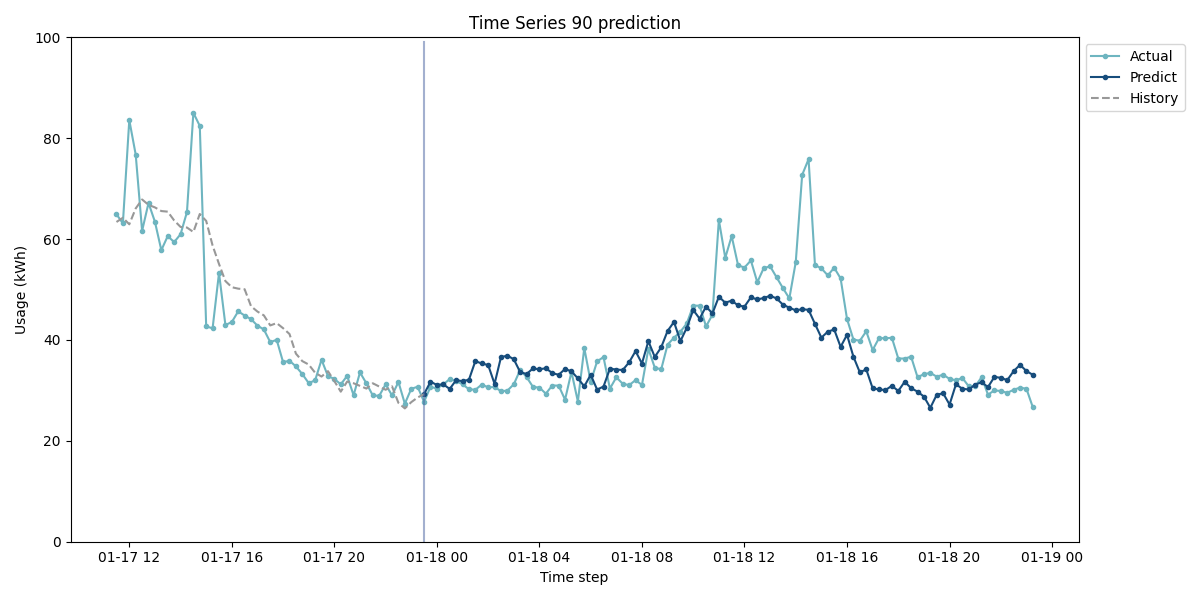 Time Series 90 prediction
Usage (kWh)
100
80
60
40
20
0
01-17 12
01-17 16
01-17 20
01-18 00
01-18 04
01-18 08
01-18 12
01-18 16
01-18 20
01-19 00
Time step
Actual
Predict
History